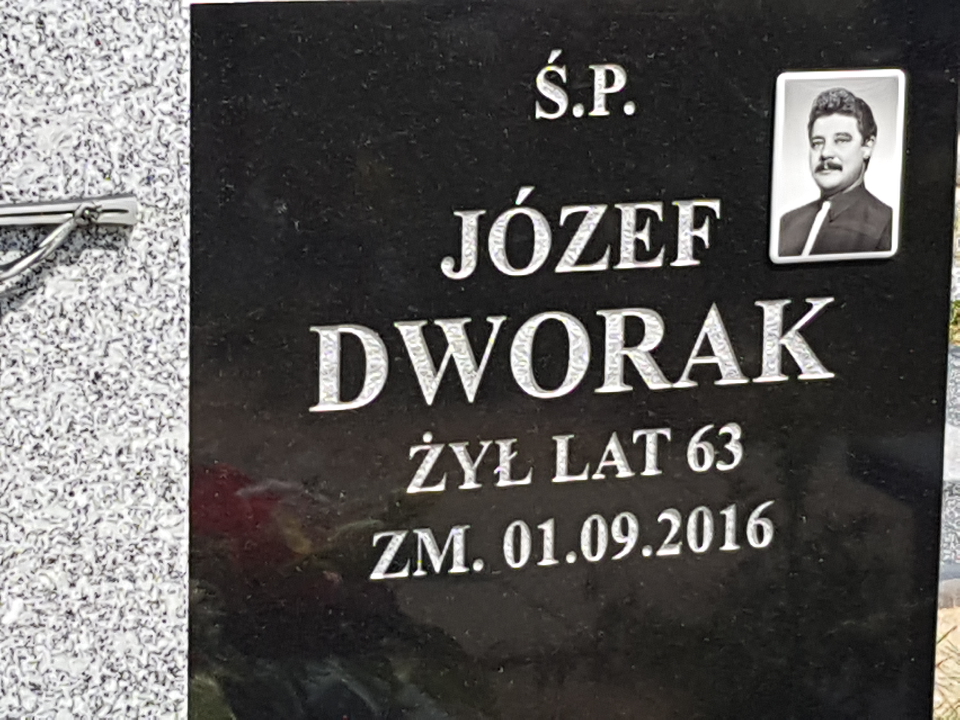 Ś.P.
JÓZEF
DWORAK
ŻYŁ LAT 63
ZM. 01.09.2016